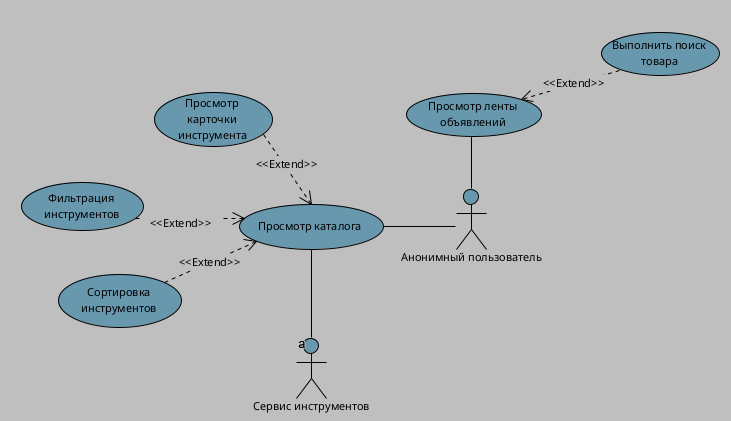 Выполнить поиск
товара
<<Extend>>
Просмотр ленты
объявлений
Просмотр
карточки
инструмента
<<Extend>>
Фильтрация
инструментов
<<Extend>>
Просмотр каталога
Анонимный пользователь
<<Extend>>
Сортировка
инструментов
a
Сервис инструментов